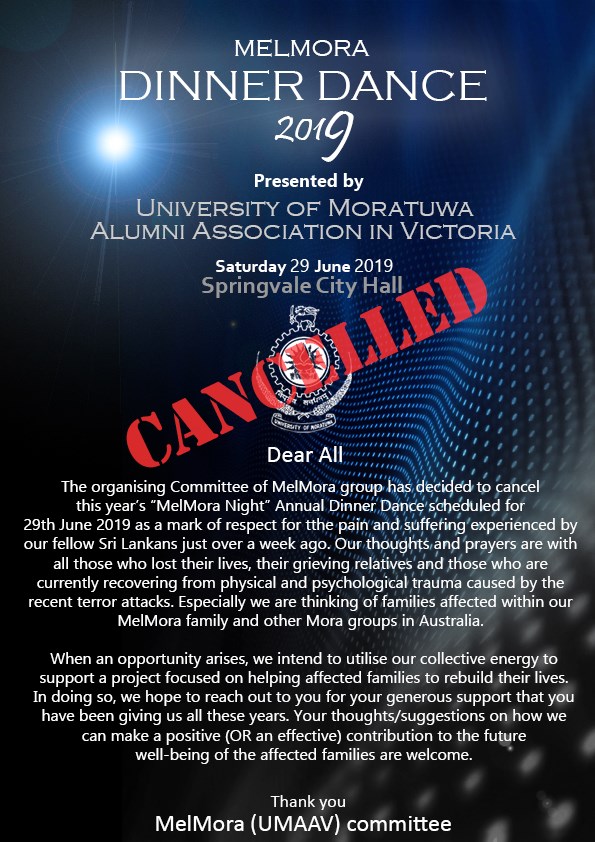 MELMORA
DINNER DANCE
2019
Presented by
UNIVERSITY OF MORATUWA
ALUMNI ASSOCIATION IN VICTORIA
Saturday 29 June 2019
Springvale City Hall
CANCELLED
UNIVERSITY OF MORATUWA
Dear All
The organising Committee of MelMora group has decided to cancel
this year's "MelMora Night" Annual Dinner Dance scheduled for
29th June 2019 as a mark of respect for tthe pain and suffering experienced by
our fellow Sri Lankans just over a week ago. Our thoughts and prayers are with
all those who lost their lives, their grieving relatives and those who are
currently recovering from physical and psychological trauma caused by the
recent terror attacks. Especially we are thinking of families affected within our
MelMora family and other Mora groups in Australia.
When an opportunity arises, we intend to utilise our collective energy to
support a project focused on helping affected families to rebuild their lives.
In doing so, we hope to reach out to you for your generous support that you
have been giving us all these years. Your thoughts/suggestions on how we
can make a positive (OR an effective) contribution to the future
well-being of the affected families are welcome.
Thank you
MelMora (UMAAV) committee